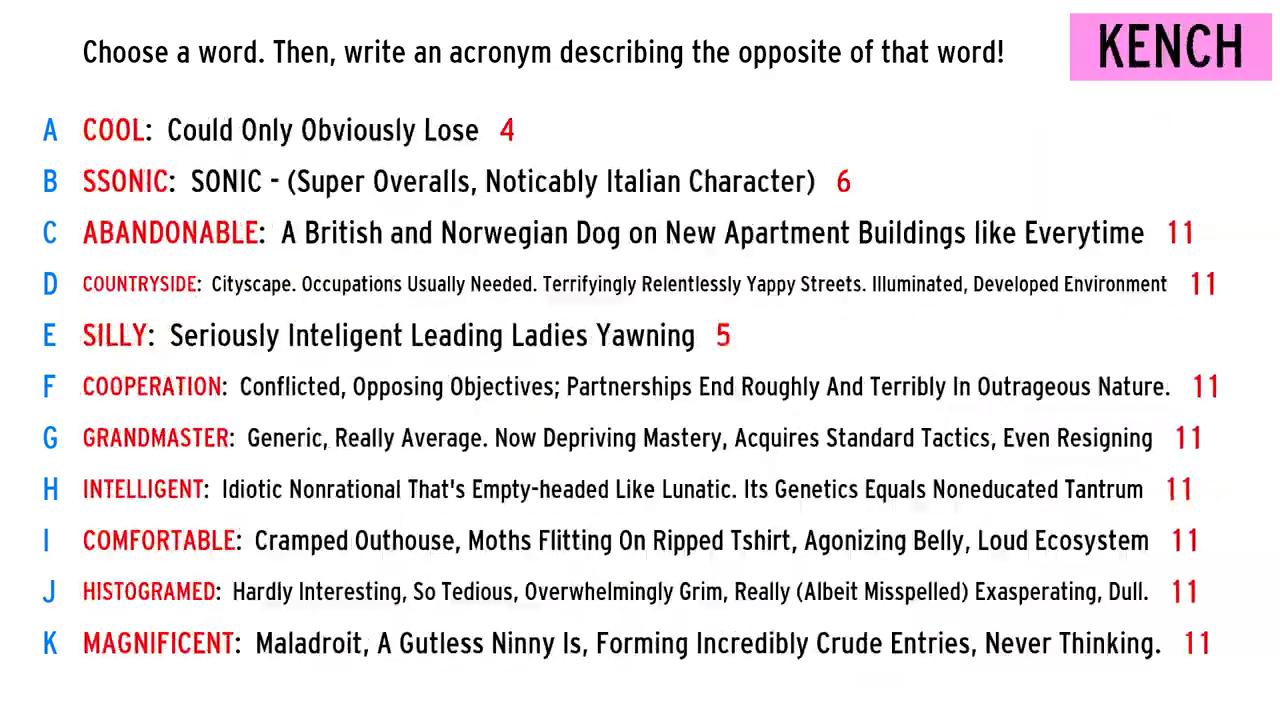 Choose a word. Then, write an acronym describing the opposite of that word!
KENCH
A COOL: Could Only Obviously Lose 4
B SSONIC: SONIC - (Super Overalls, Noticably Italian Character) 6
C ABANDONABLE: A British and Norwegian Dog on New Apartment Buildings like Everytime 11
D COUNTRYSIDE: Cityscape. Occupations Usually Needed. Terrifyingly Relentlessly Yappy Streets. Illuminated, Developed Environment 11
E SILLY: Seriously Inteligent Leading Ladies Yawning 5
F COOPERATION: Conflicted, Opposing Objectives; Partnerships End Roughly And Terribly In Outrageous Nature. 11
G GRANDMASTER: Generic, Really Average. Now Depriving Mastery, Acquires Standard Tactics, Even Resigning 11
H INTELLIGENT: Idiotic Nonrational That's Empty-headed Like Lunatic. Its Genetics Equals Noneducated Tantrum 11
I COMFORTABLE: Cramped Outhouse, Moths Flitting On Ripped Tshirt, Agonizing Belly, Loud Ecosystem 11
J HISTOGRAMED: Hardly Interesting, So Tedious, Overwhelmingly Grim, Really (Albeit Misspelled) Exasperating, Dull. 11
K MAGNIFICENT: Maladroit, A Gutless Ninny Is, Forming Incredibly Crude Entries, Never Thinking. 11